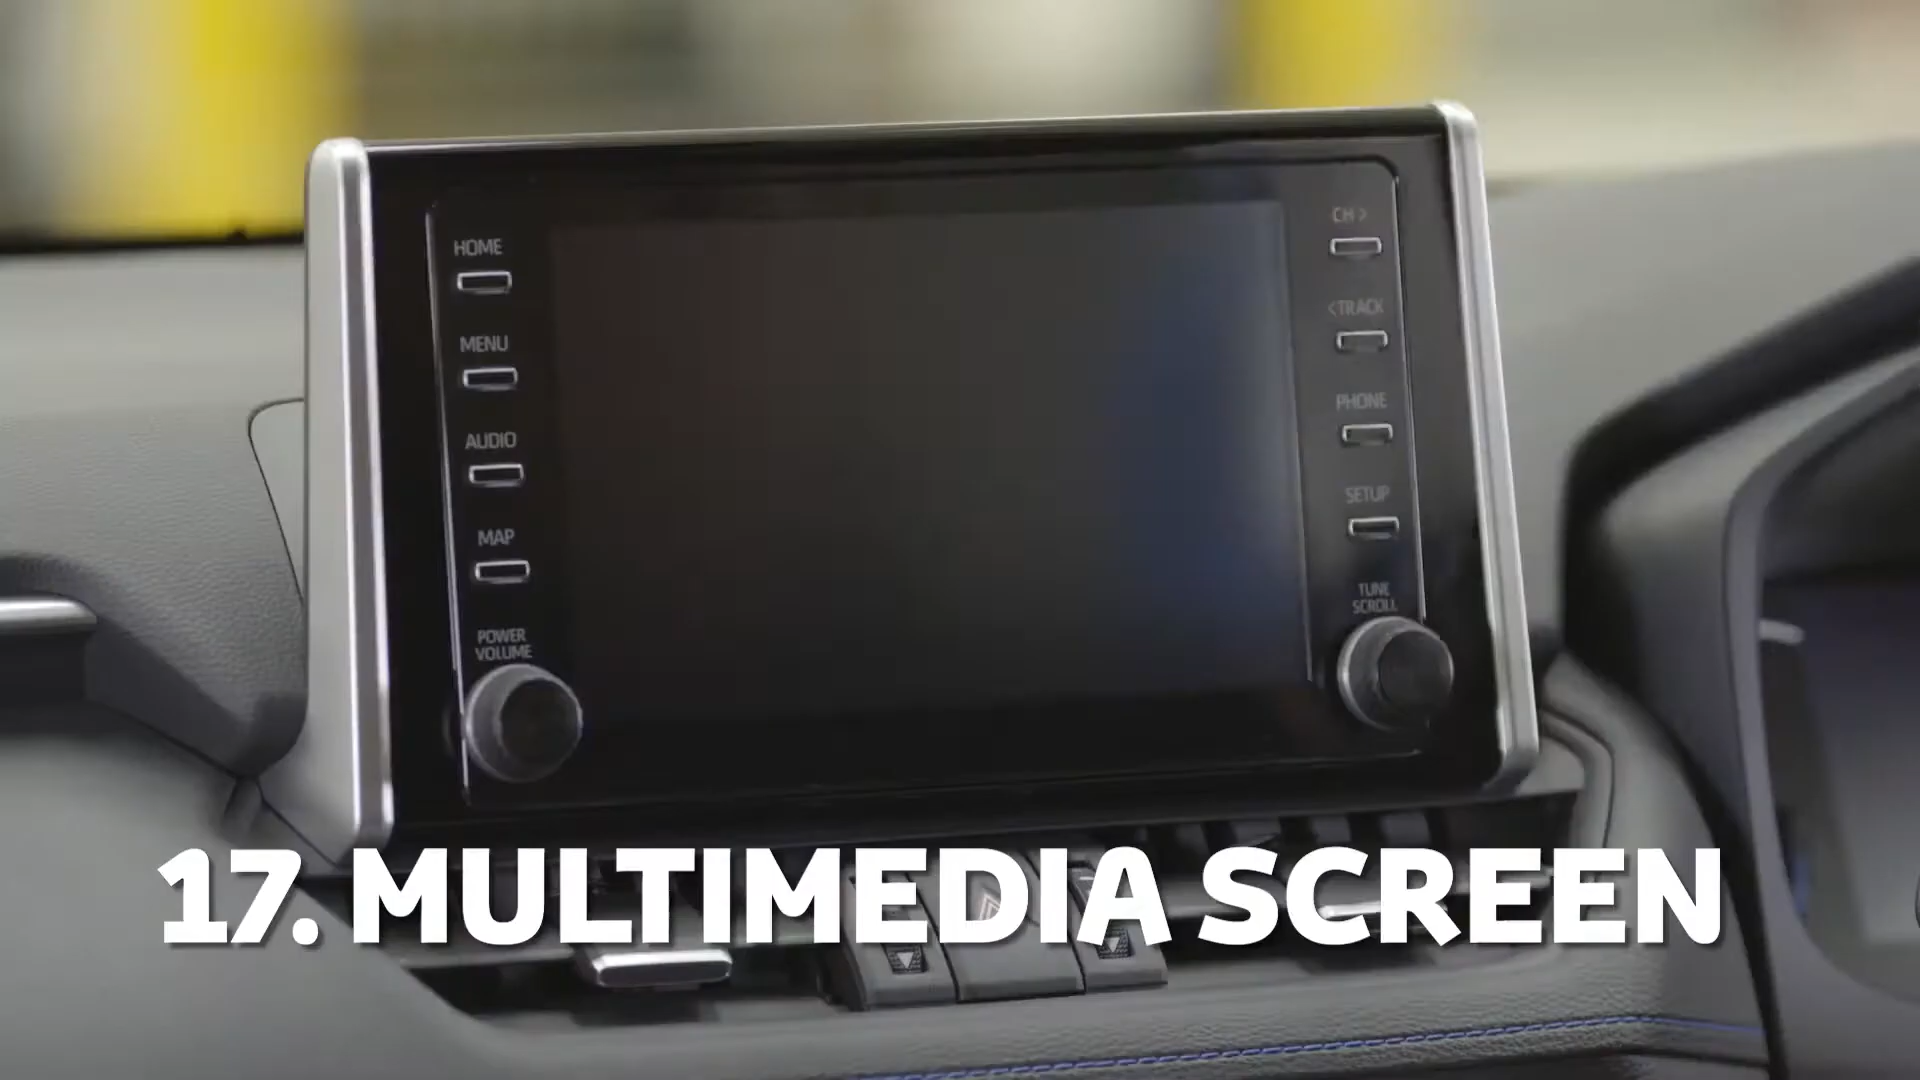 HOME
MENU
AUDIO
MAP
POWER
VOLUME
CH >
< TRACK
PHONE
SETUP
TUNE
SCROLL
17. MULTIMEDIA SCREEN